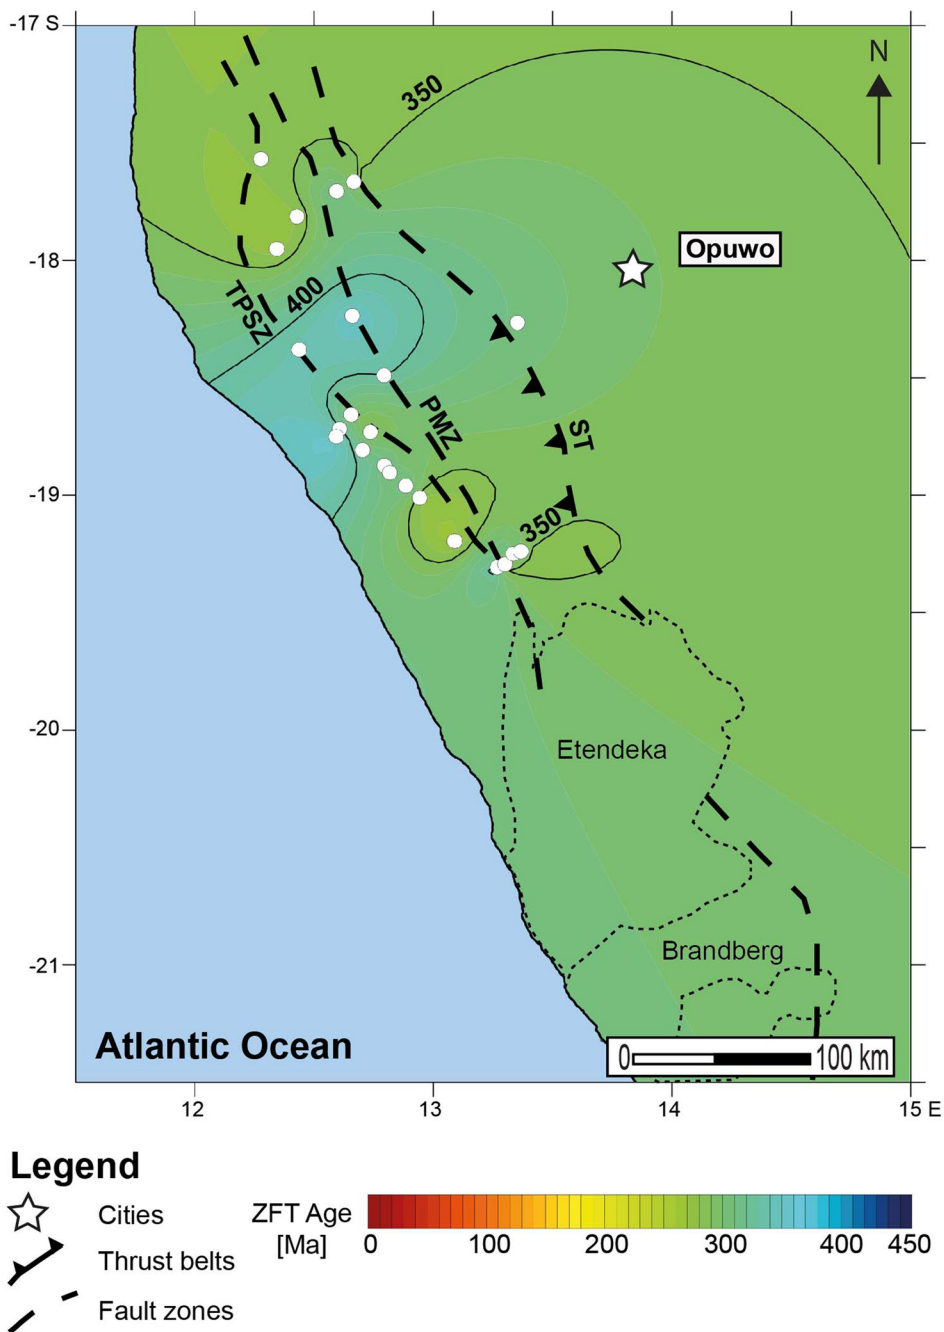 -17 S
350
N
-18
Opuwo
400
TPSZ
PMZ
ST
-19
350
-20
Etendeka
-21
Brandberg
Atlantic Ocean
0 100 km
12 13 14 15 E
Legend
Cities
Thrust belts
Fault zones
ZFT Age
[Ma]
0 100 200 300 400 450